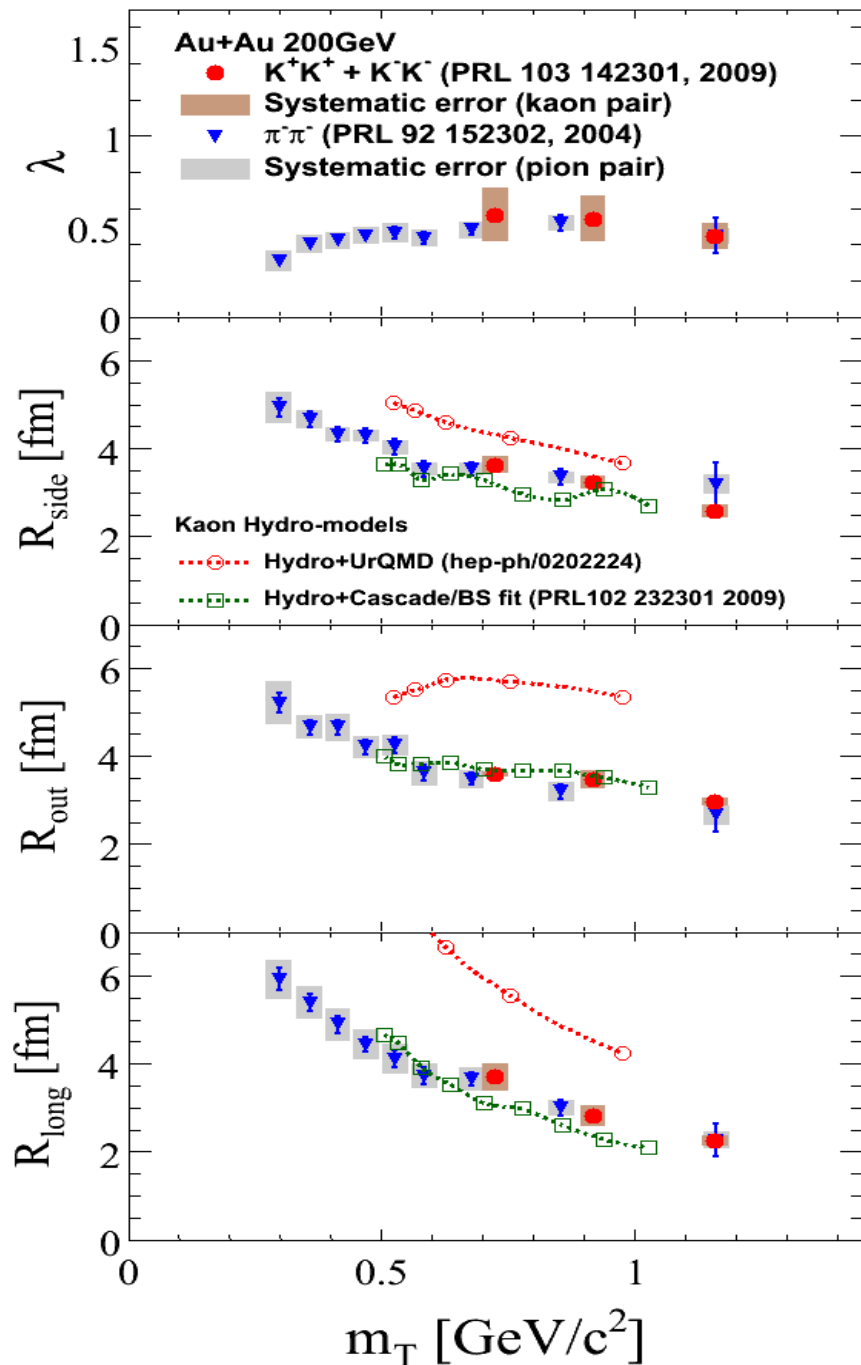 1.5
Au+Au 200GeV
K⁺K⁺ + K⁻K⁻ (PRL 103 142301, 2009)
Systematic error (kaon pair)
1
π⁻π⁻ (PRL 92 152302, 2004)
Systematic error (pion pair)
λ
0.5
0
6
4
R_side [fm]
Kaon Hydro-models
2
Hydro+UrQMD (hep-ph/0202224)
Hydro+Cascade/BS fit (PRL102 232301 2009)
0
6
4
R_out [fm]
2
0
6
4
R_long [fm]
2
0
0 0.5 1
m_T [GeV/c²]